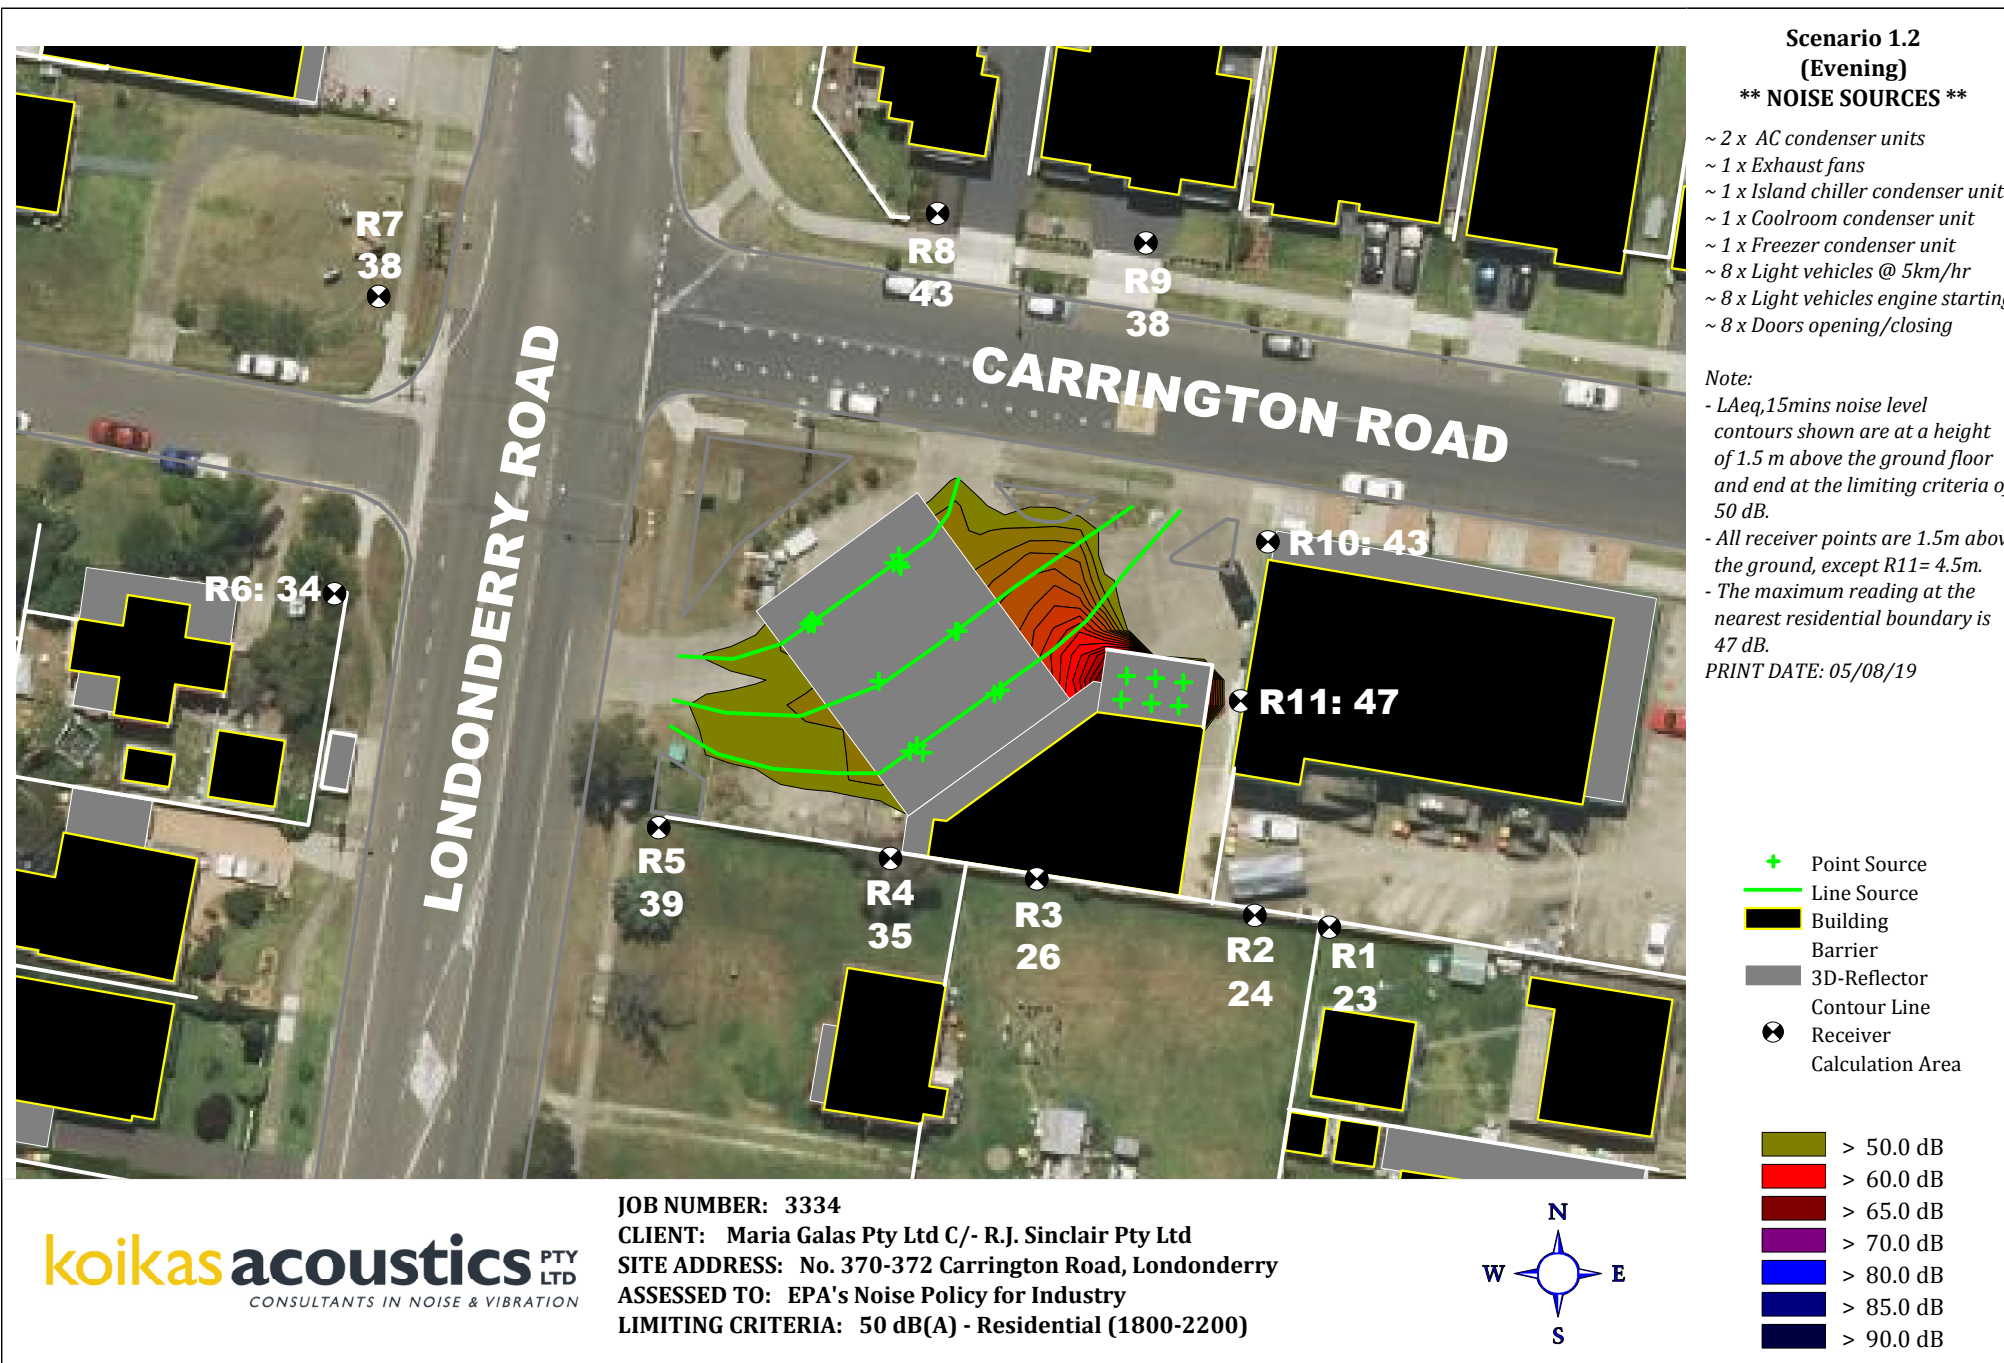 Scenario 1.2
(Evening)
** NOISE SOURCES **
~ 2 x  AC condenser units
~ 1 x Exhaust fans
~ 1 x Island chiller condenser unit
~ 1 x Coolroom condenser unit
~ 1 x Freezer condenser unit
~ 8 x Light vehicles @ 5km/hr
~ 8 x Light vehicles engine starting
~ 8 x Doors opening/closing
Note:
- LAeq,15mins noise level
contours shown are at a height
of 1.5 m above the ground floor
and end at the limiting criteria of
50 dB.
- All receiver points are 1.5m above
the ground, except R11= 4.5m.
- The maximum reading at the
nearest residential boundary is
47 dB.
PRINT DATE: 05/08/19
R7
38
R8
43
R9
38
CARRINGTON ROAD
LONDONDERRY ROAD
R10: 43
R6: 34
R11: 47
R5
39
R4
35
R3
26
R2
24
R1
23
Point Source
Line Source
Building
Barrier
3D-Reflector
Contour Line
Receiver
Calculation Area
> 50.0 dB
> 60.0 dB
> 65.0 dB
> 70.0 dB
> 80.0 dB
> 85.0 dB
> 90.0 dB
koikas acoustics PTY LTD
CONSULTANTS IN NOISE & VIBRATION
JOB NUMBER: 3334
CLIENT: Maria Galas Pty Ltd C/- R.J. Sinclair Pty Ltd
SITE ADDRESS: No. 370-372 Carrington Road, Londonderry
ASSESSED TO: EPA's Noise Policy for Industry
LIMITING CRITERIA: 50 dB(A) - Residential (1800-2200)
N
W E
S